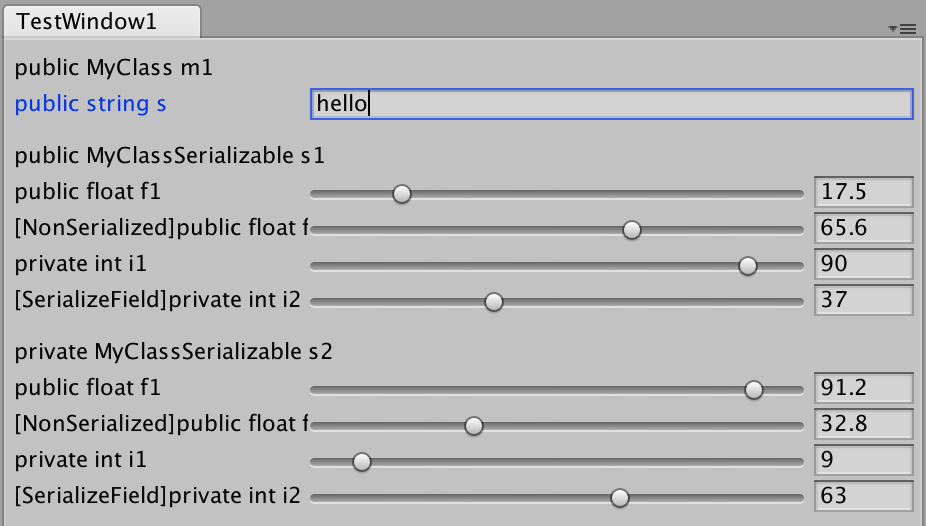 TestWindow1
public MyClass m1
public string s hello
public MyClassSerializable s1
public float f1 17.5
[NonSerialized]public float f 65.6
private int i1 90
[SerializeField]private int i2 37
private MyClassSerializable s2
public float f1 91.2
[NonSerialized]public float f 32.8
private int i1 9
[SerializeField]private int i2 63